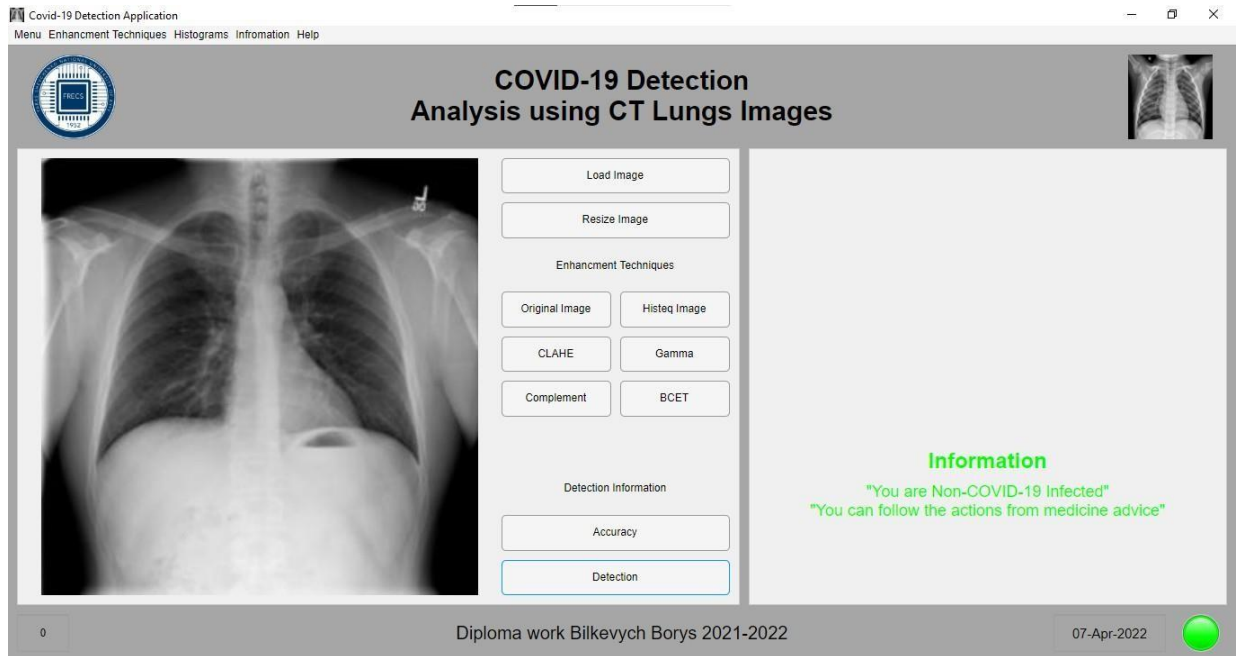 Covid-19 Detection Application
Menu Enhancment Techniques Histograms Infromation Help
FRECS
1952
COVID-19 Detection
Analysis using CT Lungs Images
L
Load Image
Resize Image
Enhancment Techniques
Original Image
Histeq Image
CLAHE
Gamma
Complement
BCET
Detection Information
Accuracy
Detection
Information
"You are Non-COVID-19 Infected"
"You can follow the actions from medicine advice"
0
Diploma work Bilkevych Borys 2021-2022
07-Apr-2022